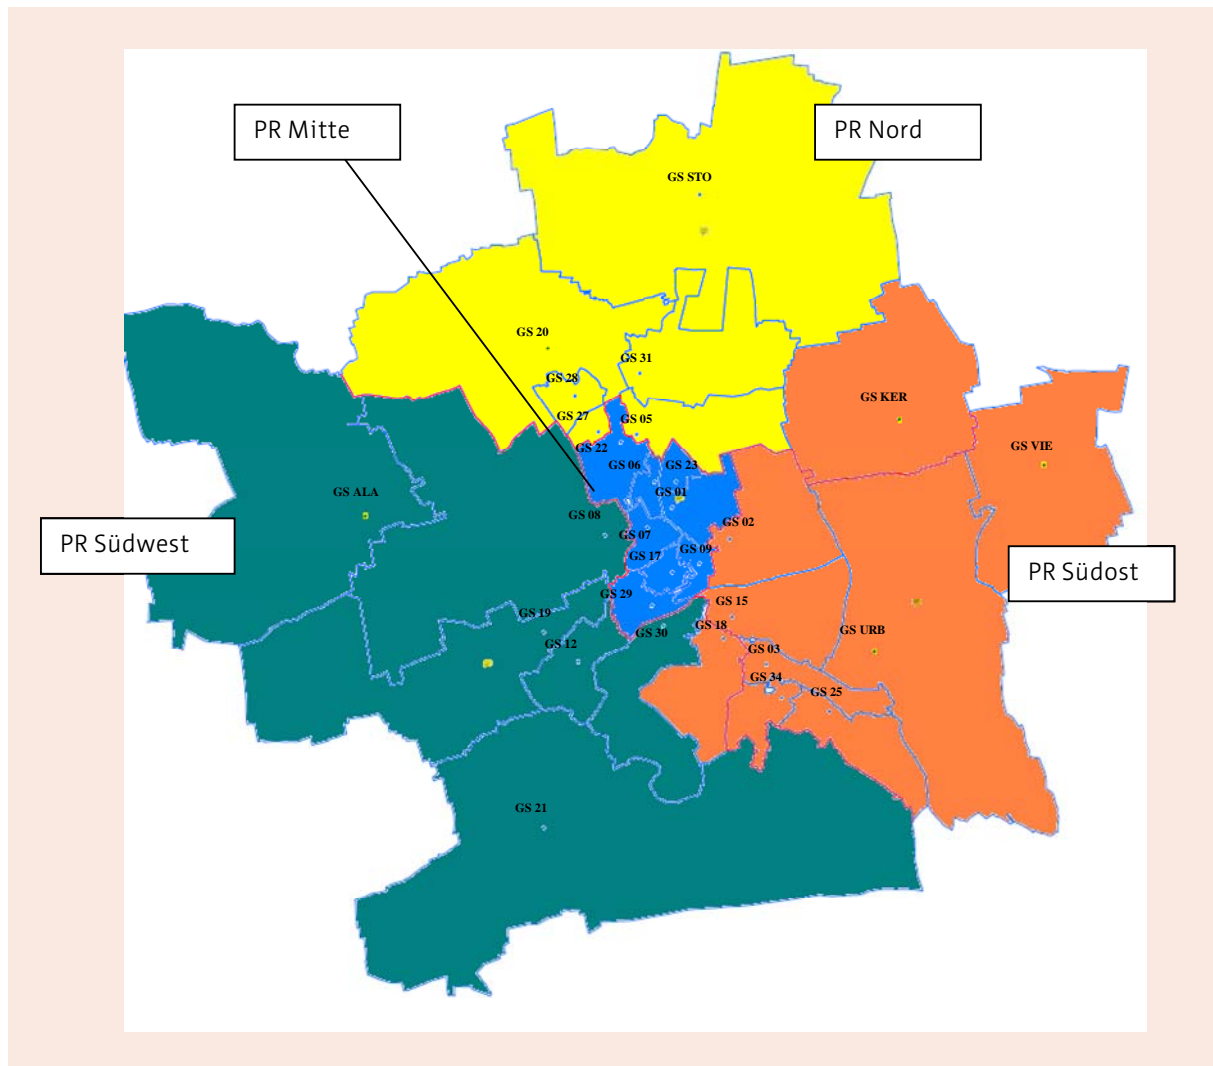 PR Mitte
PR Nord
GS STO
GS 20
GS 31
GS 28
GS KER
GS 27
GS 05
GS 22
GS VIE
GS 06
GS 23
GS ALA
GS 01
GS 08
GS 02
PR Südwest
GS 07
GS 09
GS 17
PR Südost
GS 29
GS 15
GS 19
GS 18
GS 30
GS URB
GS 12
GS 03
GS 34
GS 25
GS 21